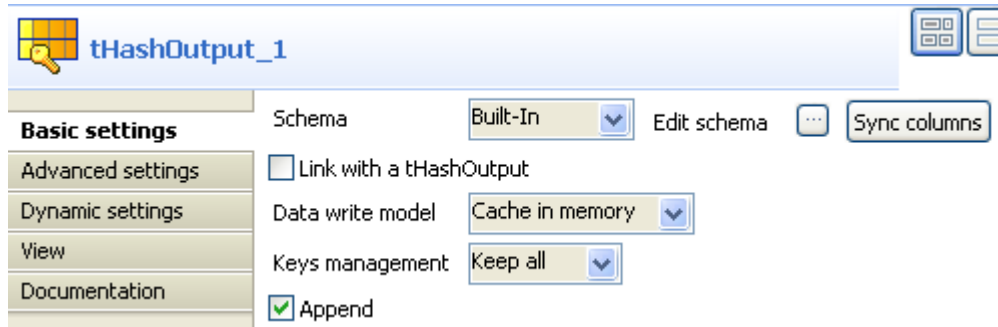 tHashOutput_1
Basic settings
Advanced settings
Dynamic settings
View
Documentation
Schema Built-In Edit schema ... Sync columns
Link with a tHashOutput
Data write model Cache in memory
Keys management Keep all
Append